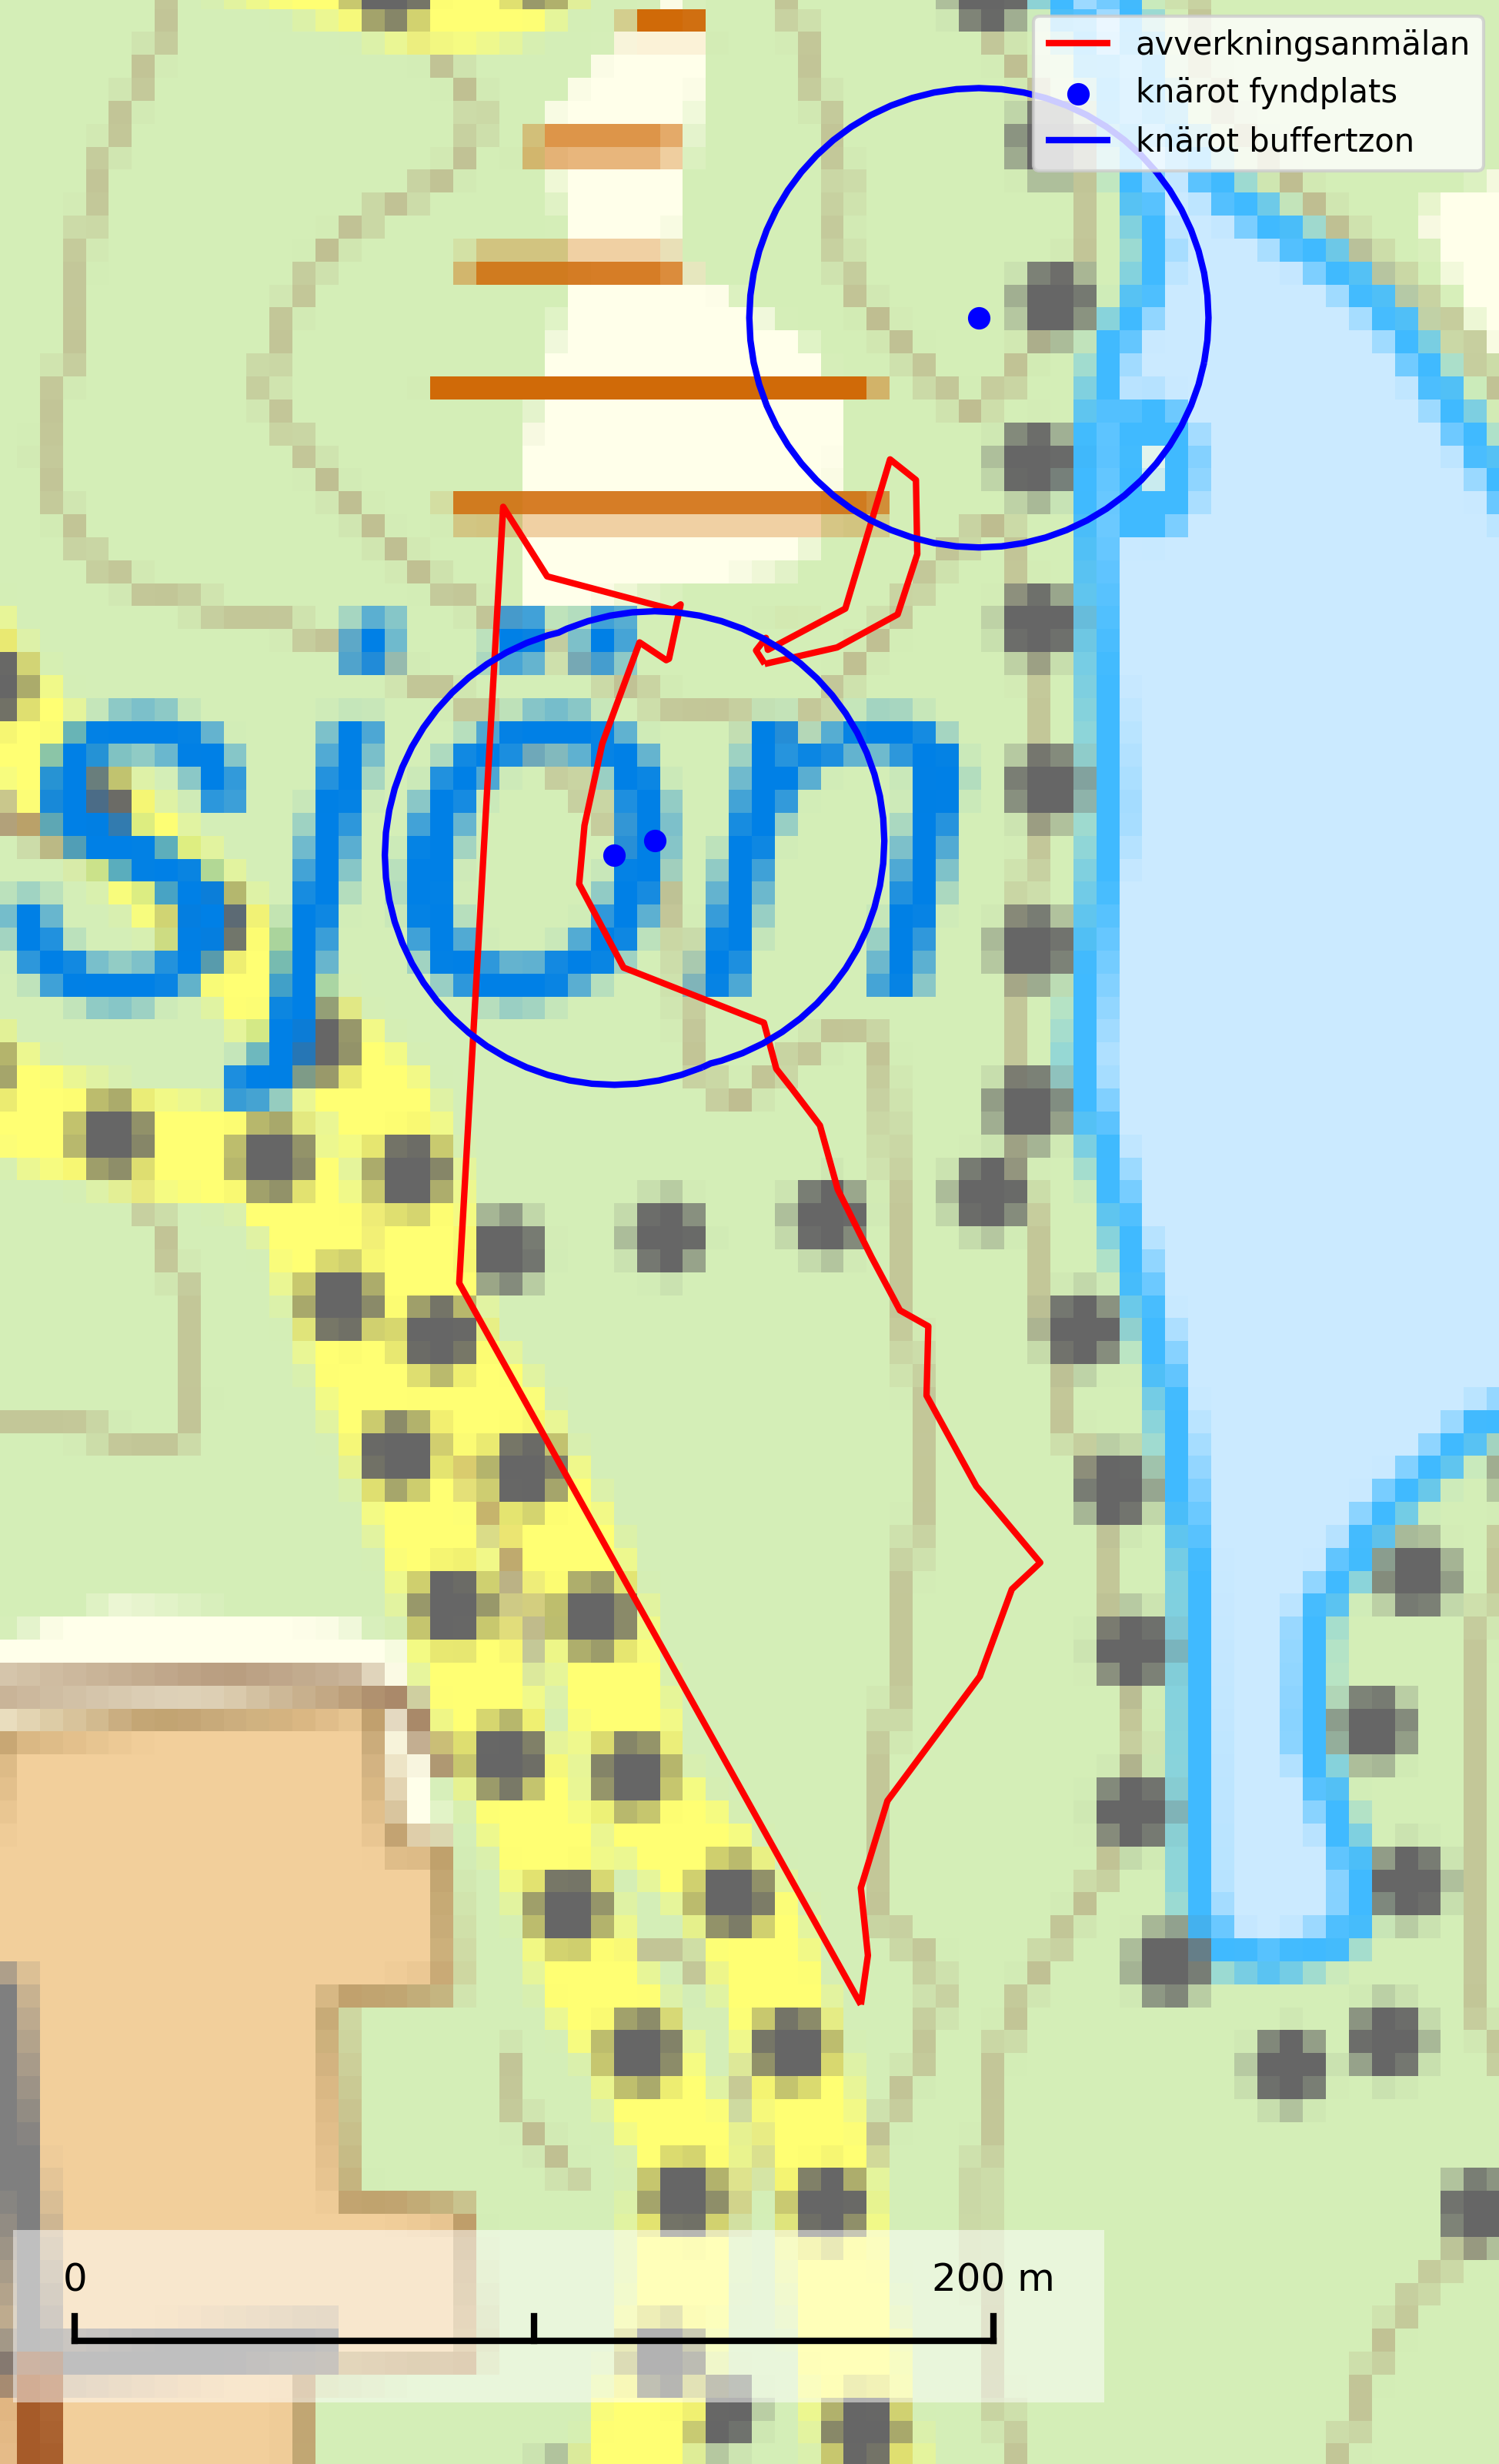 avverkningsanmälan
knärot fyndplats
knärot buffertzon
Sjön
0 200 m